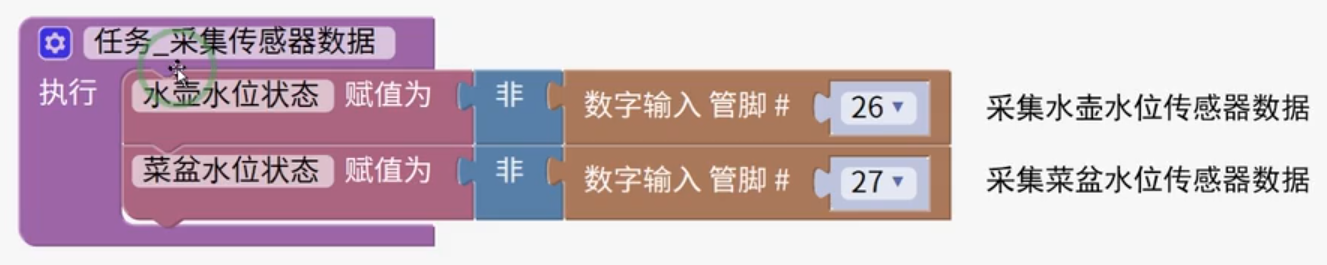 任务_采集传感器数据
执行 水壶水位状态 赋值为 非 数字输入 管脚 # 26 采集水壶水位传感器数据
菜盆水位状态 赋值为 非 数字输入 管脚 # 27 采集菜盆水位传感器数据